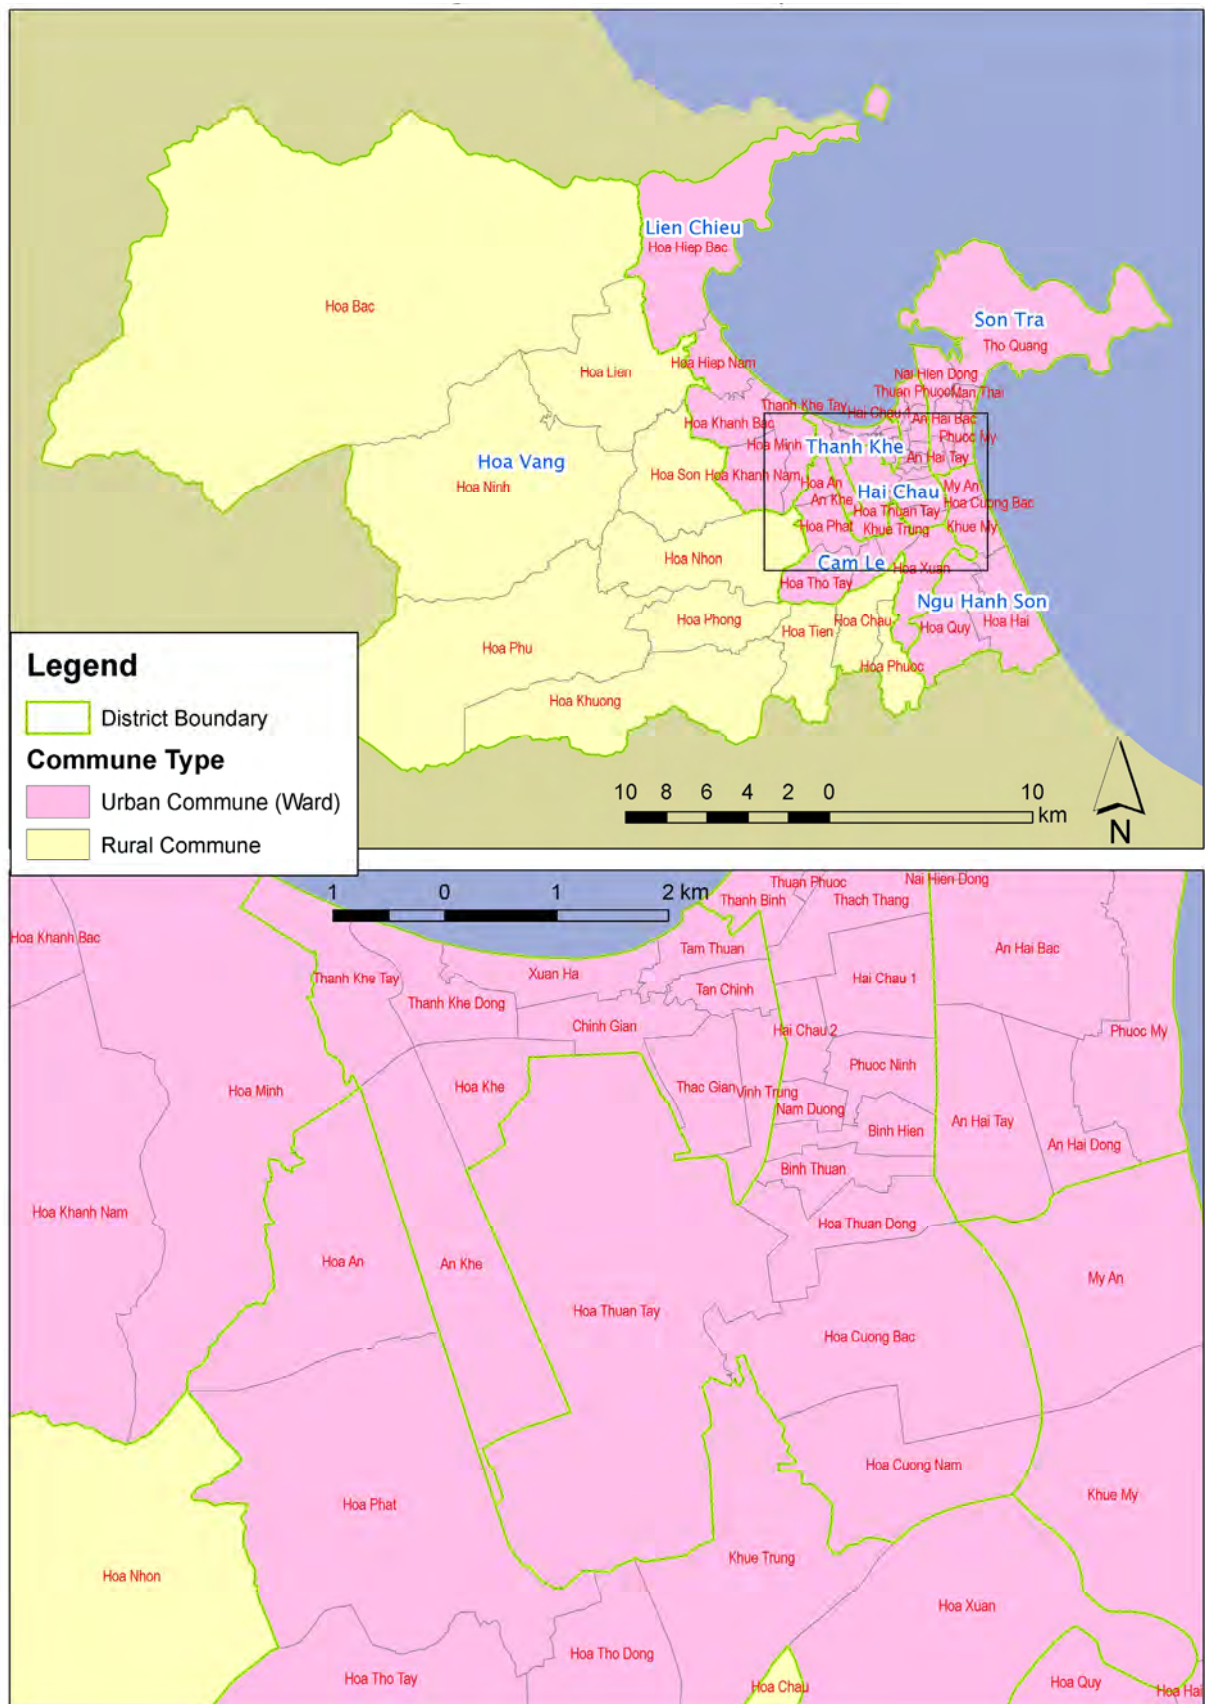 Lien Chieu
Hoa Hiep Bac
Hoa Bac
Son Tra
Tho Quang
Hoa Hiep Nam
Hoa Lien
Nai Hien Dong
Thuan Phuoc
Man Thai
Thanh Khe Tay
Hai Chau 1
An Hai Bac
Hoa Khanh Bac
Hoa Minh
Thanh Khe
Phuoc My
An Hai Tay
Hoa Vang
Hoa Ninh
Hoa Son
Hoa Khanh Nam
Hoa An
Hai Chau
My An
An Khe
Hoa Cuong Bac
Hoa Thuan Tay
Hoa Phat
Khue Trung
Khue My
Hoa Nhon
Cam Le
Hoa Xuan
Hoa Tho Tay
Ngu Hanh Son
Hoa Phong
Hoa Tien
Hoa Chau
Hoa Quy
Hoa Hai
Hoa Phu
Hoa Phuoc
Hoa Khuong
Legend
District Boundary
Commune Type
Urban Commune (Ward)
Rural Commune
10 8 6 4 2 0 10
km
N
1 0 1 2 km
Thuan Phuoc
Nai Hien Dong
Thanh Binh
Thach Thang
Hoa Khanh Bac
Tam Thuan
An Hai Bac
Thanh Khe Tay
Xuan Ha
Hai Chau 1
Tan Chinh
Thanh Khe Dong
Chinh Gian
Hai Chau 2
Phuoc My
Phuoc Ninh
Hoa Minh
Hoa Khe
Thac Gian
Vinh Trung
Nam Duong
An Hai Tay
Binh Hien
An Hai Dong
Binh Thuan
Hoa Khanh Nam
Hoa Thuan Dong
Hoa An
An Khe
My An
Hoa Thuan Tay
Hoa Cuong Bac
Hoa Cuong Nam
Khue My
Hoa Phat
Khue Trung
Hoa Nhon
Hoa Xuan
Hoa Tho Dong
Hoa Tho Tay
Hoa Chau
Hoa Quy
Hoa Hai